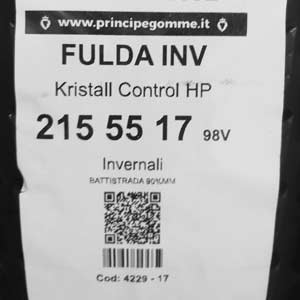 www.principegomme.it
FULDA INV
Kristall Control HP
215 55 17 98V
Invernali
BATTISTRADA 90%MM
Cod: 4229 - 17